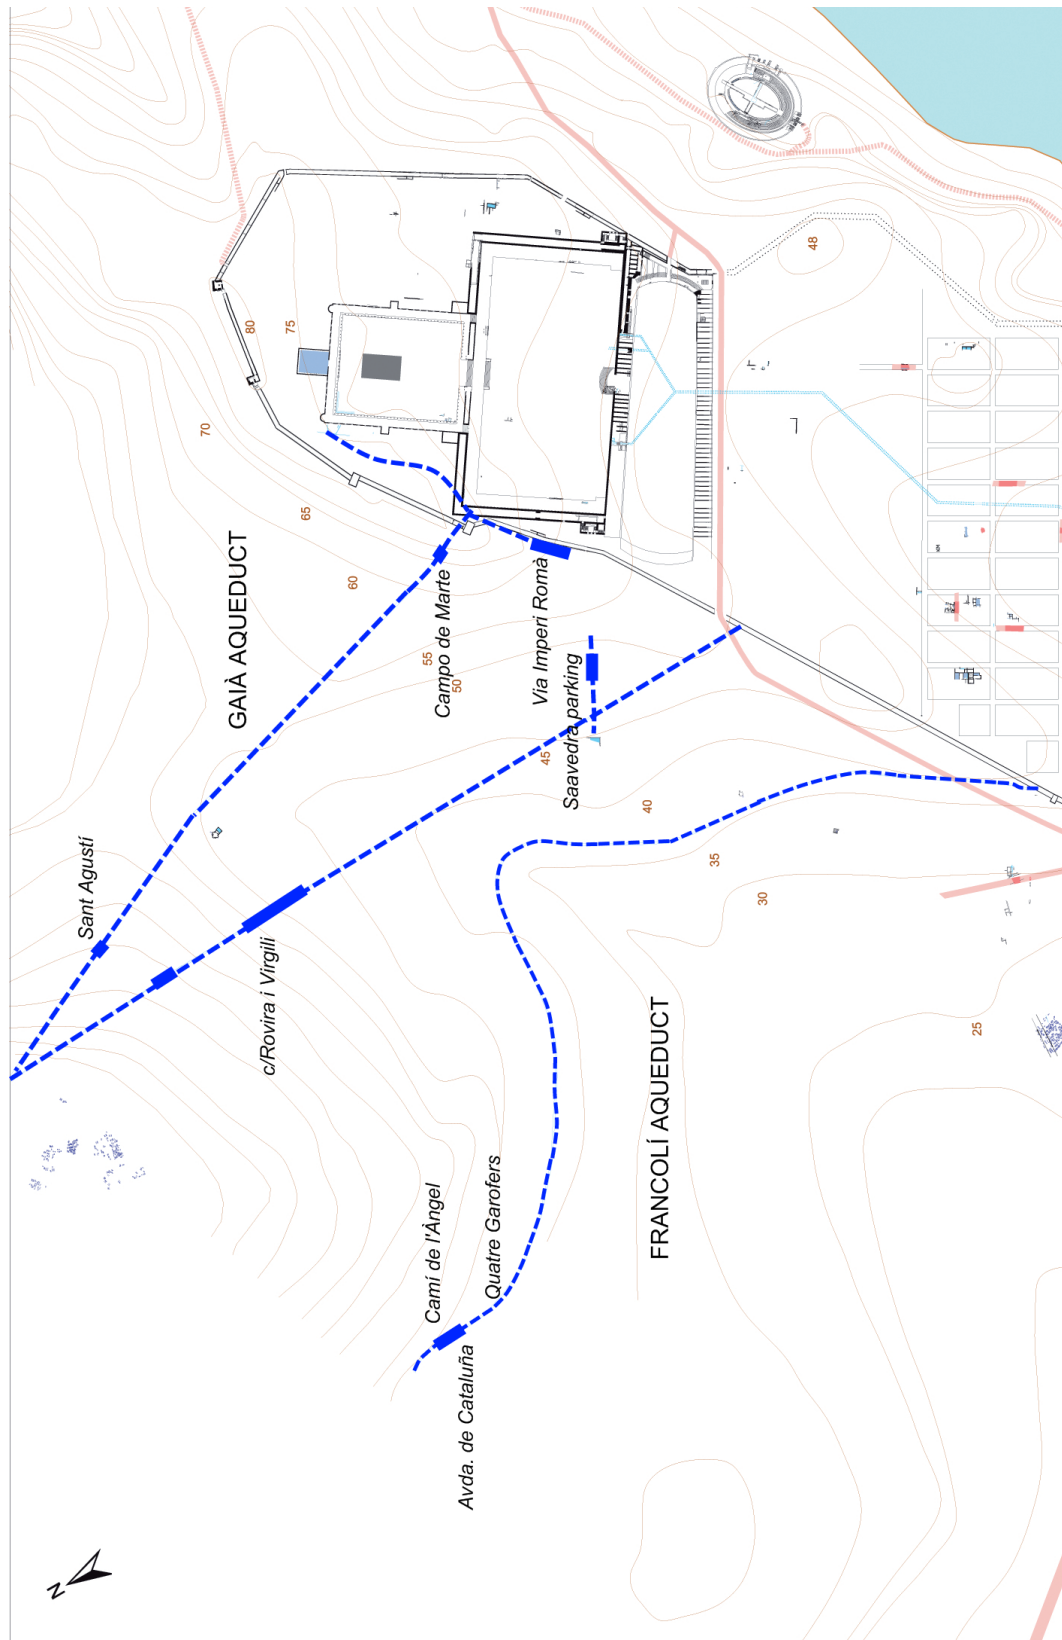 48
80
75
70
65
60
GAIÀ AQUEDUCT
Campo de Marte
55
50
Via Imperi Romà
Saavedra parking
45
40
35
30
Sant Agustí
c/Rovira i Virgili
25
FRANCOLÍ AQUEDUCT
Camí de l'Àngel
Quatre Garofers
Avda. de Cataluña
N